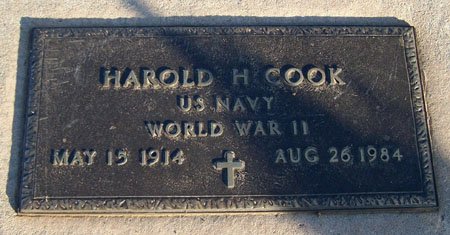 HAROLD H COOK
US NAVY
WORLD WAR II
MAY 15 1914 AUG 26 1984